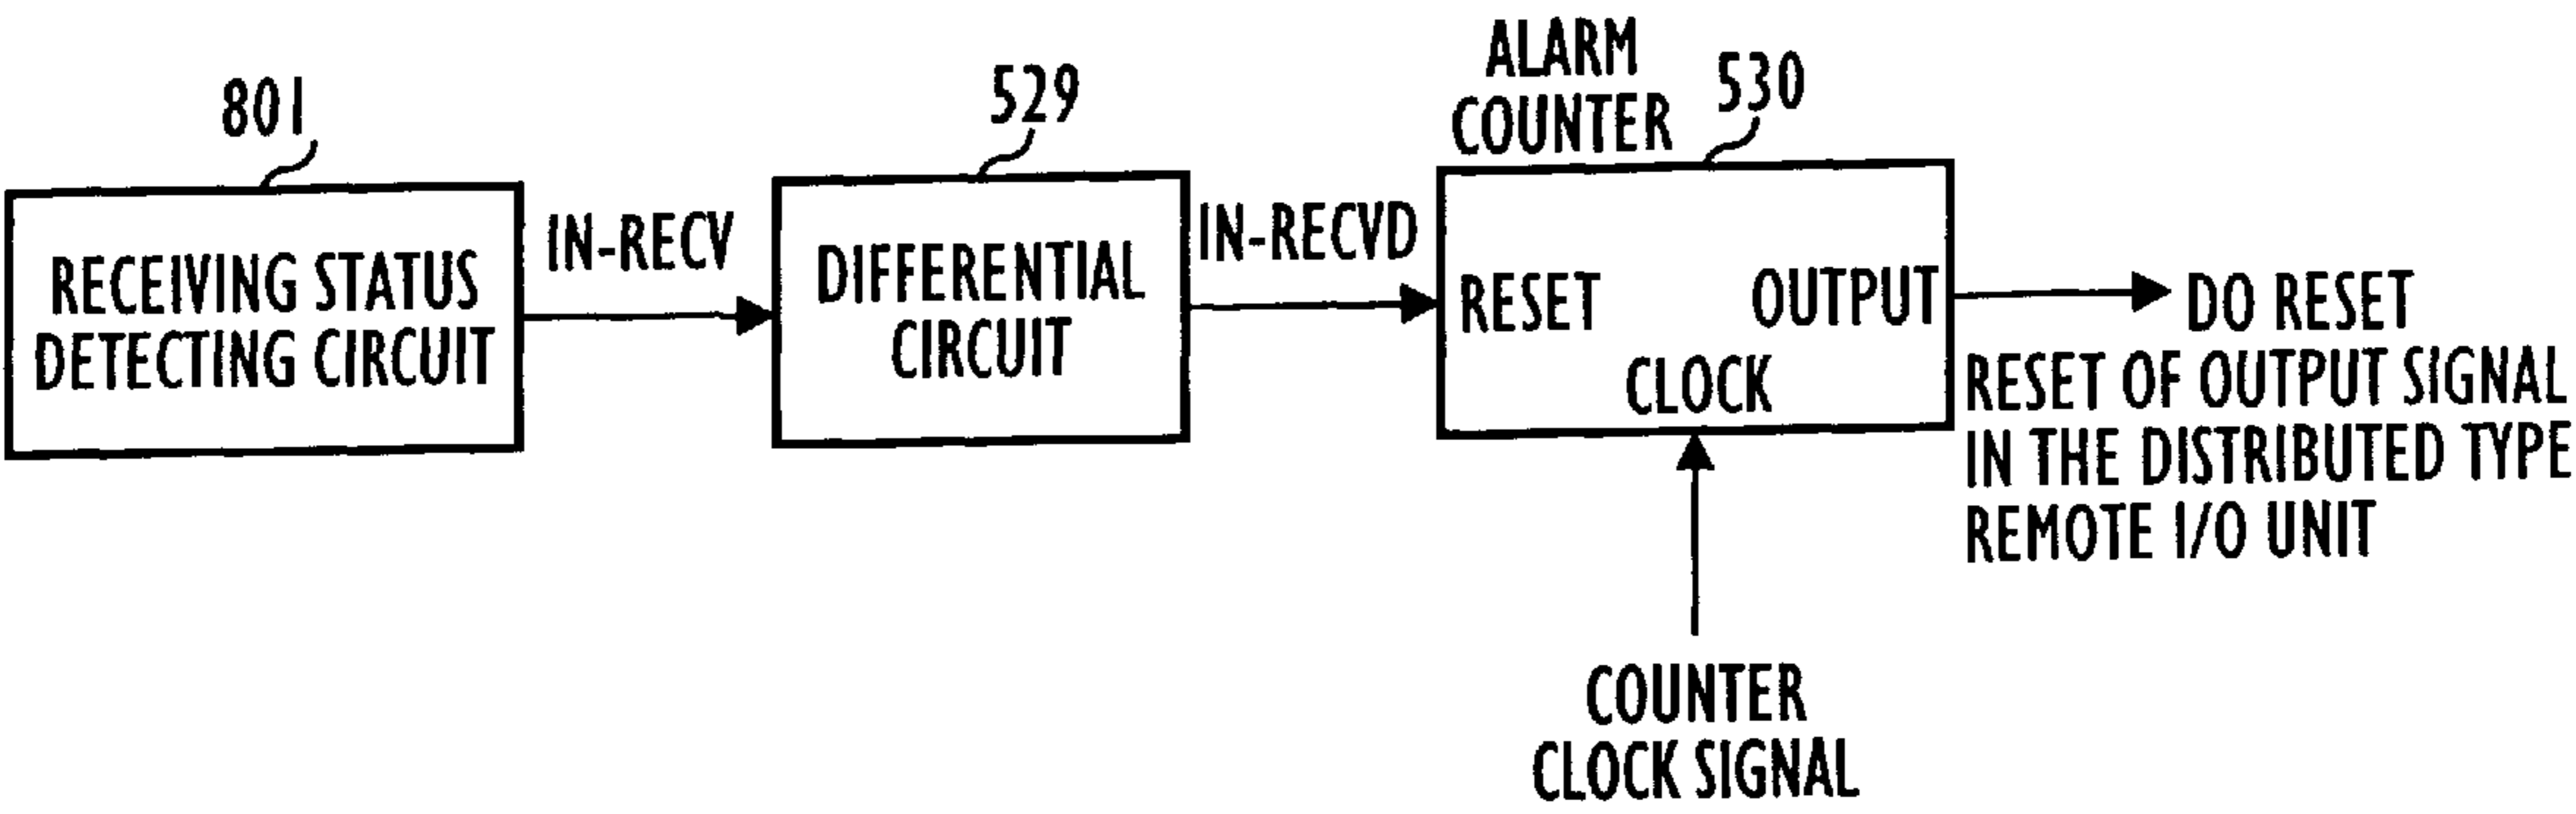 801
RECEIVING STATUS
DETECTING CIRCUIT
IN-RECV
529
DIFFERENTIAL
CIRCUIT
IN-RECVD
ALARM
COUNTER
530
RESET
OUTPUT
CLOCK
COUNTER
CLOCK SIGNAL
DO RESET
RESET OF OUTPUT SIGNAL
IN THE DISTRIBUTED TYPE
REMOTE I/O UNIT